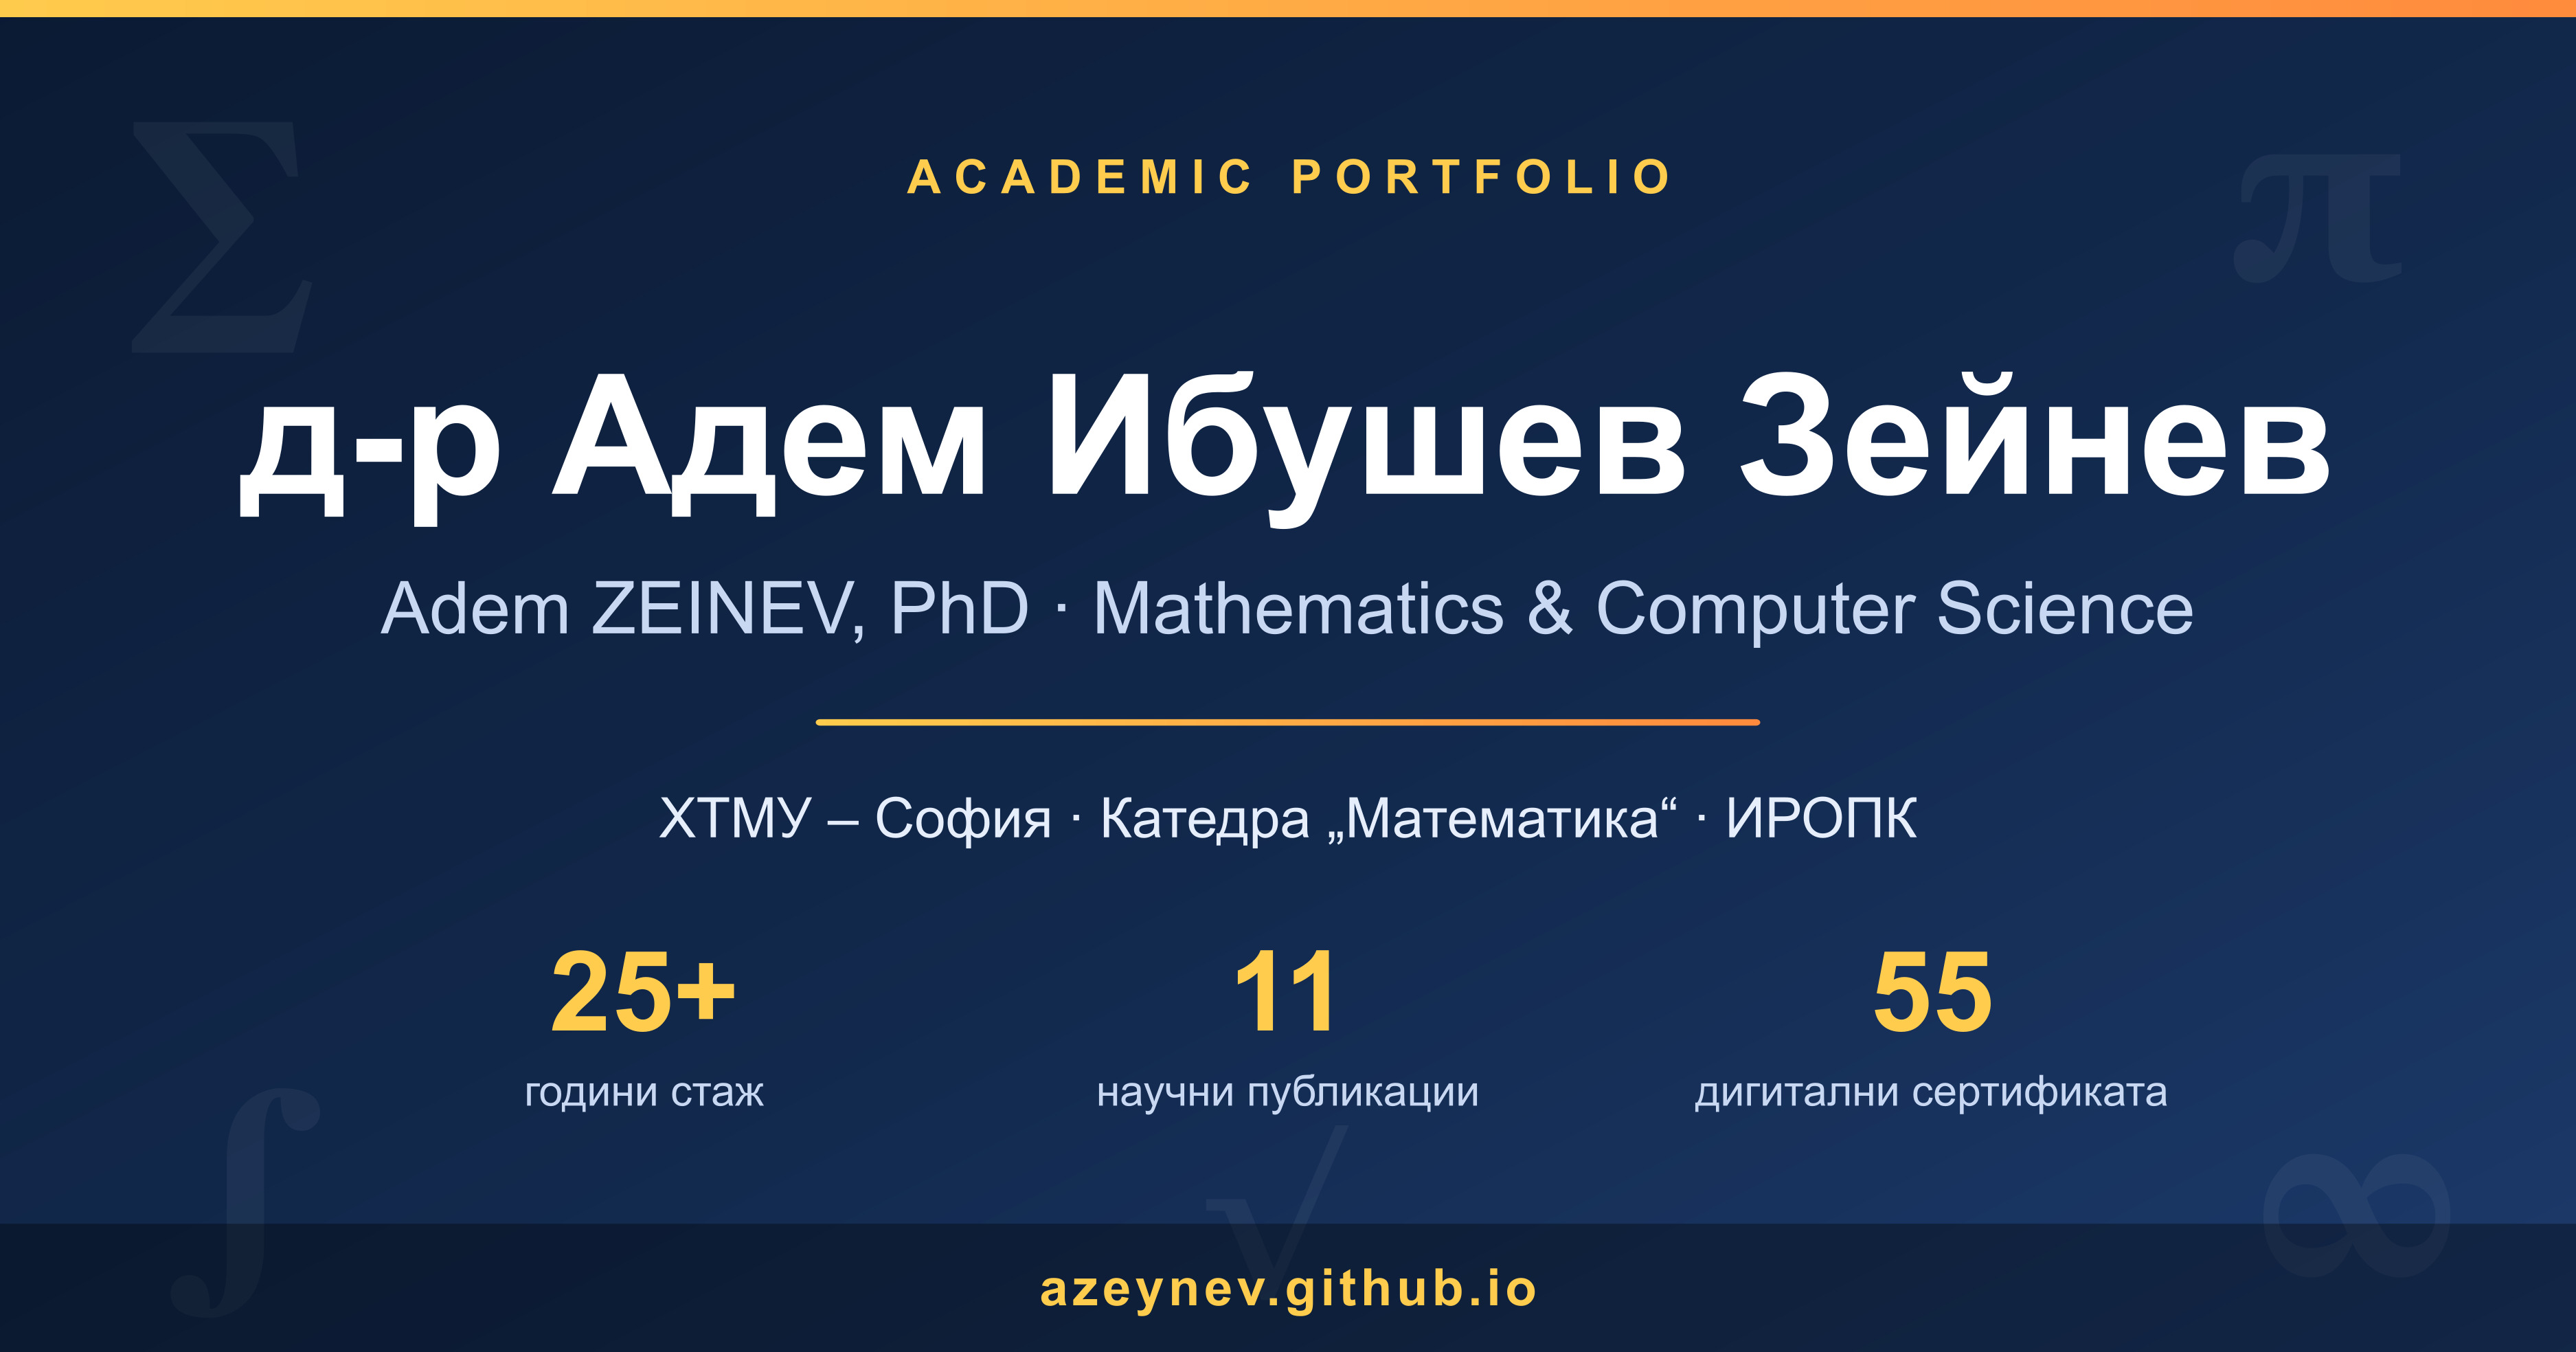 ACADEMIC PORTFOLIO
Σ
π
д-р Адем Ибушев Зейнев
Adem ZEINEV, PhD · Mathematics & Computer Science
ХТМУ – София · Катедра „Математика“ · ИРОПК
25+
11
55
години стаж
научни публикации
дигитални сертификата
∫
√
∞
azeynev.github.io